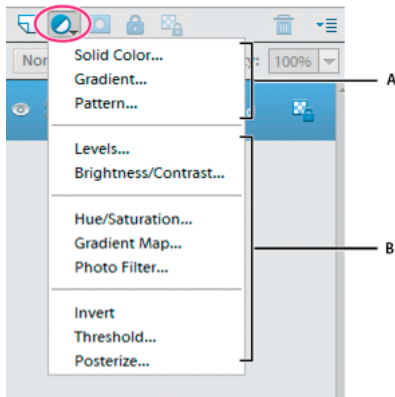 Nor
y:
100%
Solid Color...
Gradient...
Pattern...
A
Levels...
Brightness/Contrast...
Hue/Saturation...
Gradient Map...
Photo Filter...
B
Invert
Threshold...
Posterize...